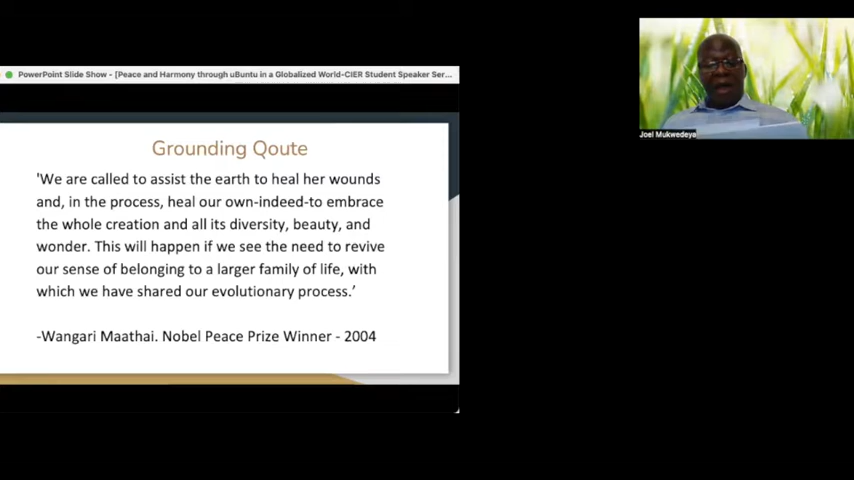 PowerPoint Slide Show - [Peace and Harmony through uBuntu in a Globalized World-CIER Student Speaker Ser...
Grounding Qoute
'We are called to assist the earth to heal her wounds
and, in the process, heal our own-indeed-to embrace
the whole creation and all its diversity, beauty, and
wonder. This will happen if we see the need to revive
our sense of belonging to a larger family of life, with
which we have shared our evolutionary process.’
-Wangari Maathai. Nobel Peace Prize Winner - 2004
Joel Mukwedeya